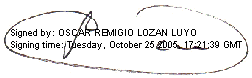 Signed by: OSCAR REMIGIO LOZAN LUYO
Signing time: Tuesday, October 25 2005, 17:21:39 GMT